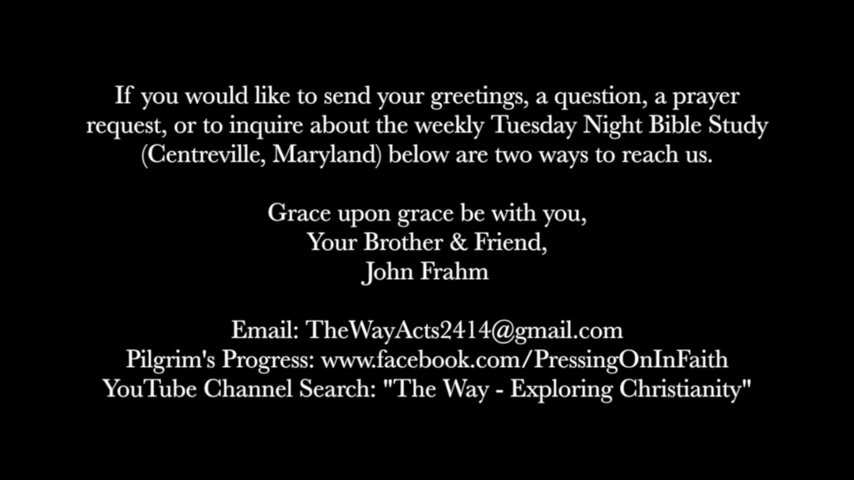 If you would like to send your greetings, a question, a prayer
request, or to inquire about the weekly Tuesday Night Bible Study
(Centreville, Maryland) below are two ways to reach us.
Grace upon grace be with you,
Your Brother & Friend,
John Frahm
Email: TheWayActs2414@gmail.com
Pilgrim's Progress: www.facebook.com/PressingOnInFaith
YouTube Channel Search: "The Way - Exploring Christianity"